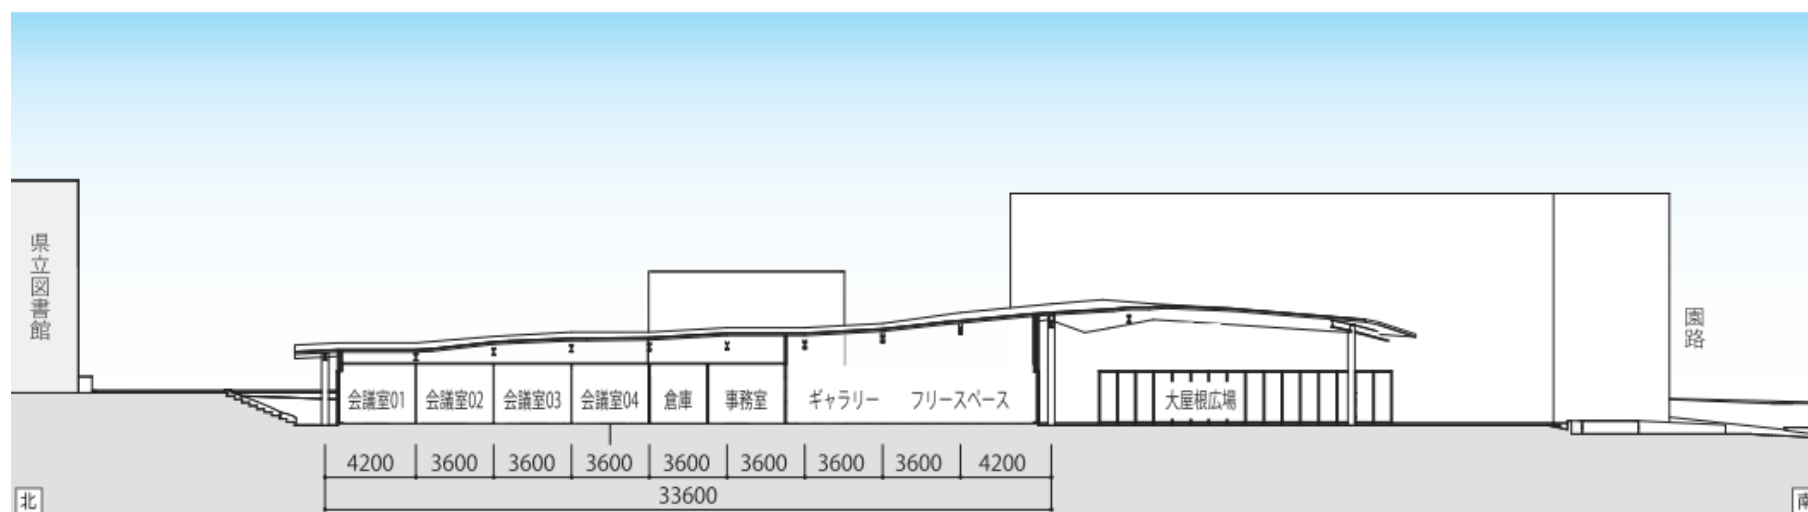 県立図書館
園路
会議室01 会議室02 会議室03 会議室04 倉庫 事務室 ギャラリー フリースペース 大屋根広場
4200 3600 3600 3600 3600 3600 3600 3600 4200
33600
北 南